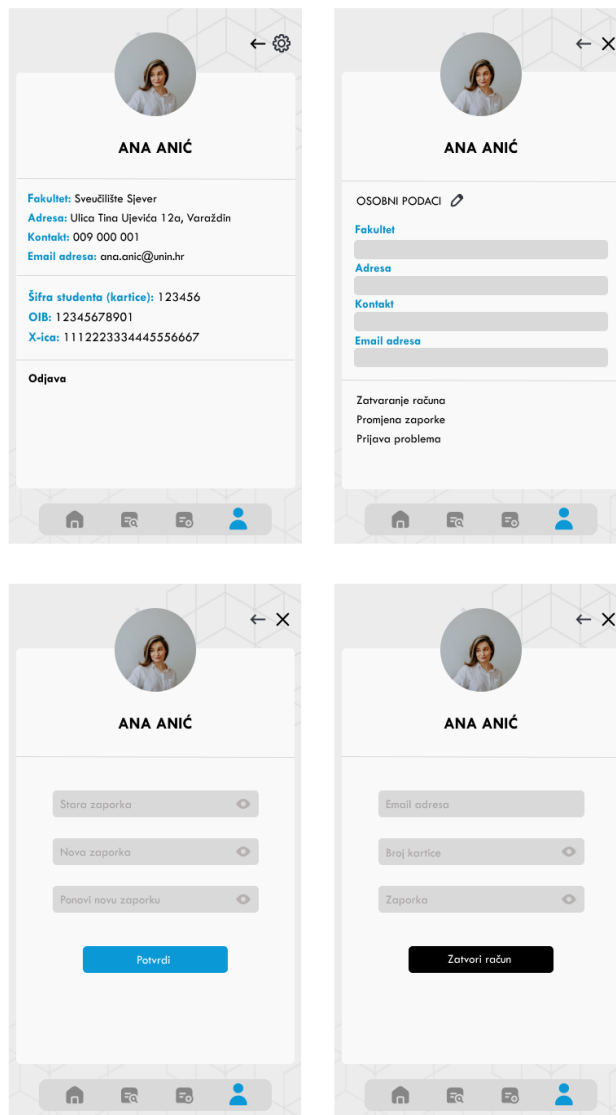 ANA ANIĆ
Fakultet: Sveučilište Sjever
Adresa: Ulica Tina Ujevića 12a, Varaždin
Kontakt: 009 000 001
Email adresa: ana.anic@unin.hr
Šifra studenta (kartice): 123456
OIB: 12345678901
X-ica: 1112223334445556667
Odjava
ANA ANIĆ
OSOBNI PODACI
Fakultet
Adresa
Kontakt
Email adresa
Zatvaranje računa
Promjena zaporke
Prijava problema
ANA ANIĆ
Stara zaporka
Nova zaporka
Ponovi novu zaporku
Potvrdi
ANA ANIĆ
Email adresa
Broj kartice
Zaporka
Zatvori račun